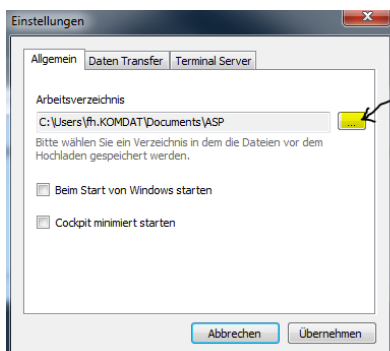 Einstellungen
Allgemein Daten Transfer Terminal Server
Arbeitsverzeichnis
C:\Users\fh.KOMDAT\Documents\ASP ...
Bitte wählen Sie ein Verzeichnis in dem die Dateien vor dem
Hochladen gespeichert werden.
Beim Start von Windows starten
Cockpit minimiert starten
Abbrechen Übernehmen